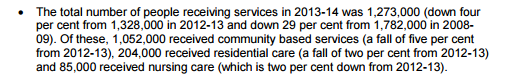 • The total number of people receiving services in 2013-14 was 1,273,000 (down four
per cent from 1,328,000 in 2012-13 and down 29 per cent from 1,782,000 in 2008-
09). Of these, 1,052,000 received community based services (a fall of five per cent
from 2012-13), 204,000 received residential care (a fall of two per cent from 2012-13)
and 85,000 received nursing care (which is two per cent down from 2012-13).